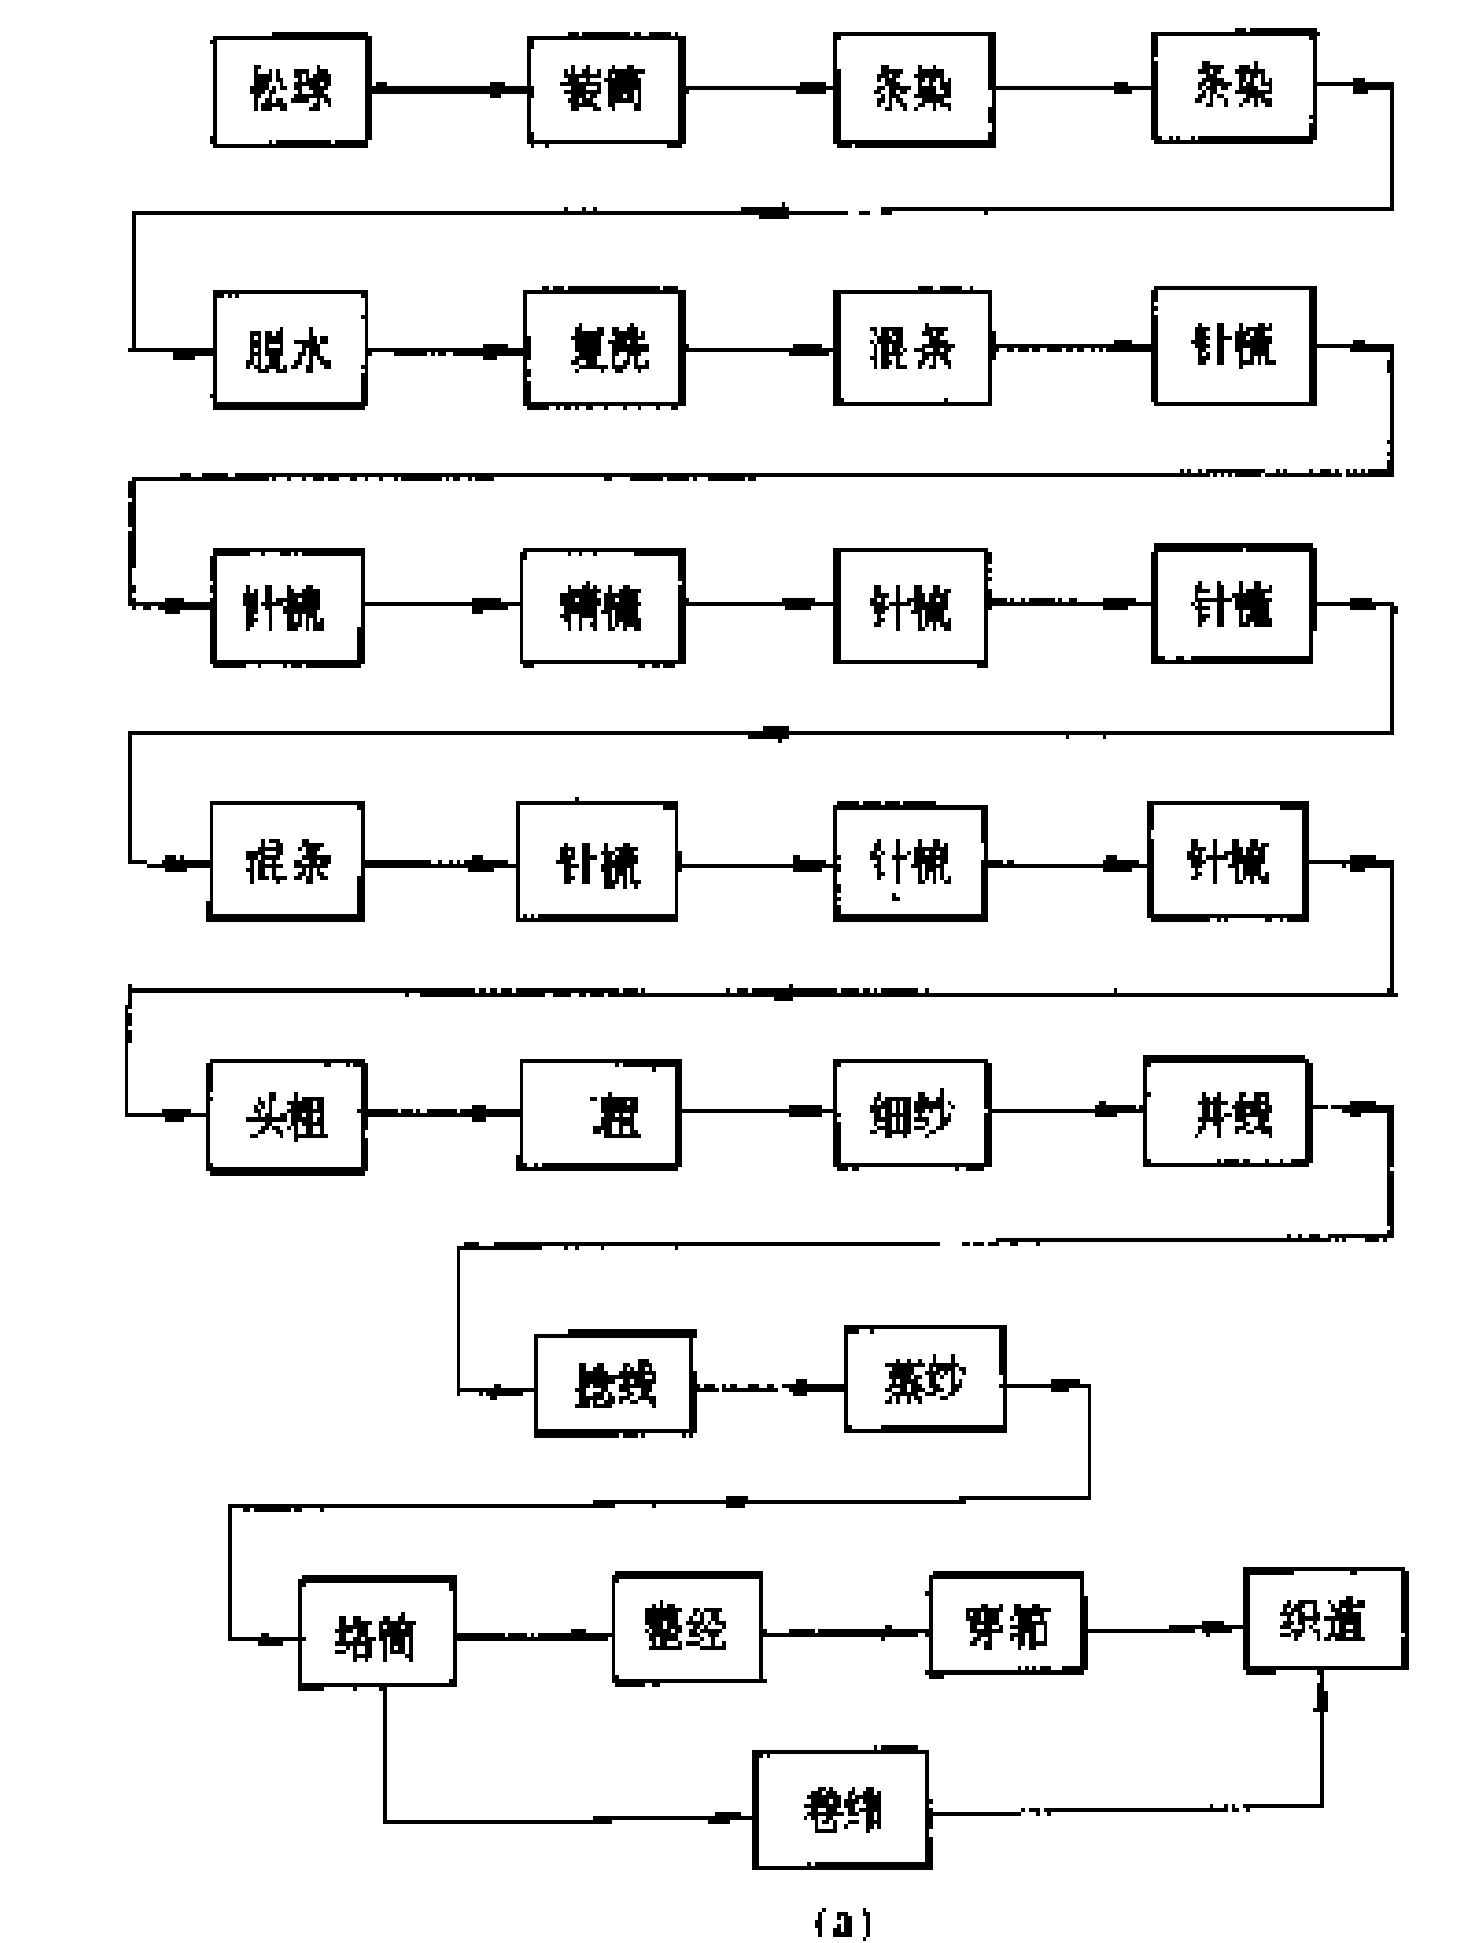 松球 装筒 条染 条染
脱水 复洗 混条 针梳
针梳 精梳 针梳 针梳
混条 针梳 针梳 针梳
头粗 粗 细纱 并线
捻线 蒸纱
络筒 整经 穿筘 织造
卷纬
(a)